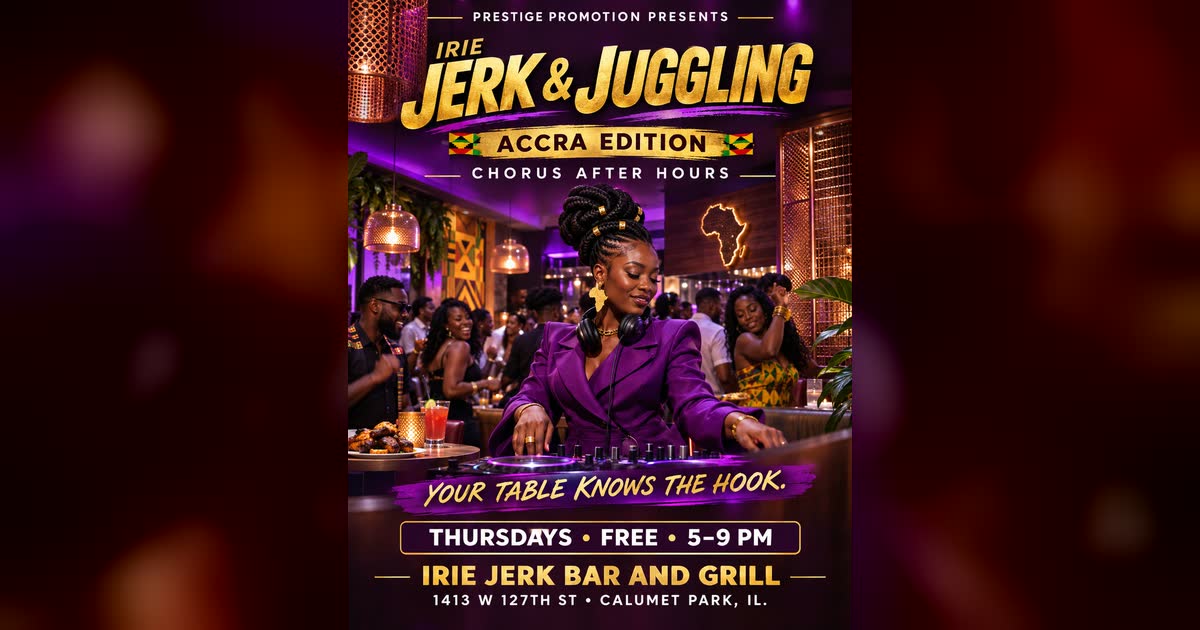 PRESTIGE PROMOTION PRESENTS
IRIE
JERK & JUGGLING
ACCRA EDITION
CHORUS AFTER HOURS
YOUR TABLE KNOWS THE HOOK.
THURSDAYS • FREE • 5–9 PM
IRIE JERK BAR AND GRILL
1413 W 127TH ST • CALUMET PARK, IL.